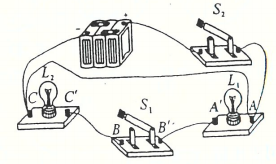 - +
S₂
L₂
C C'
S₁
B B'
L₁
A' A